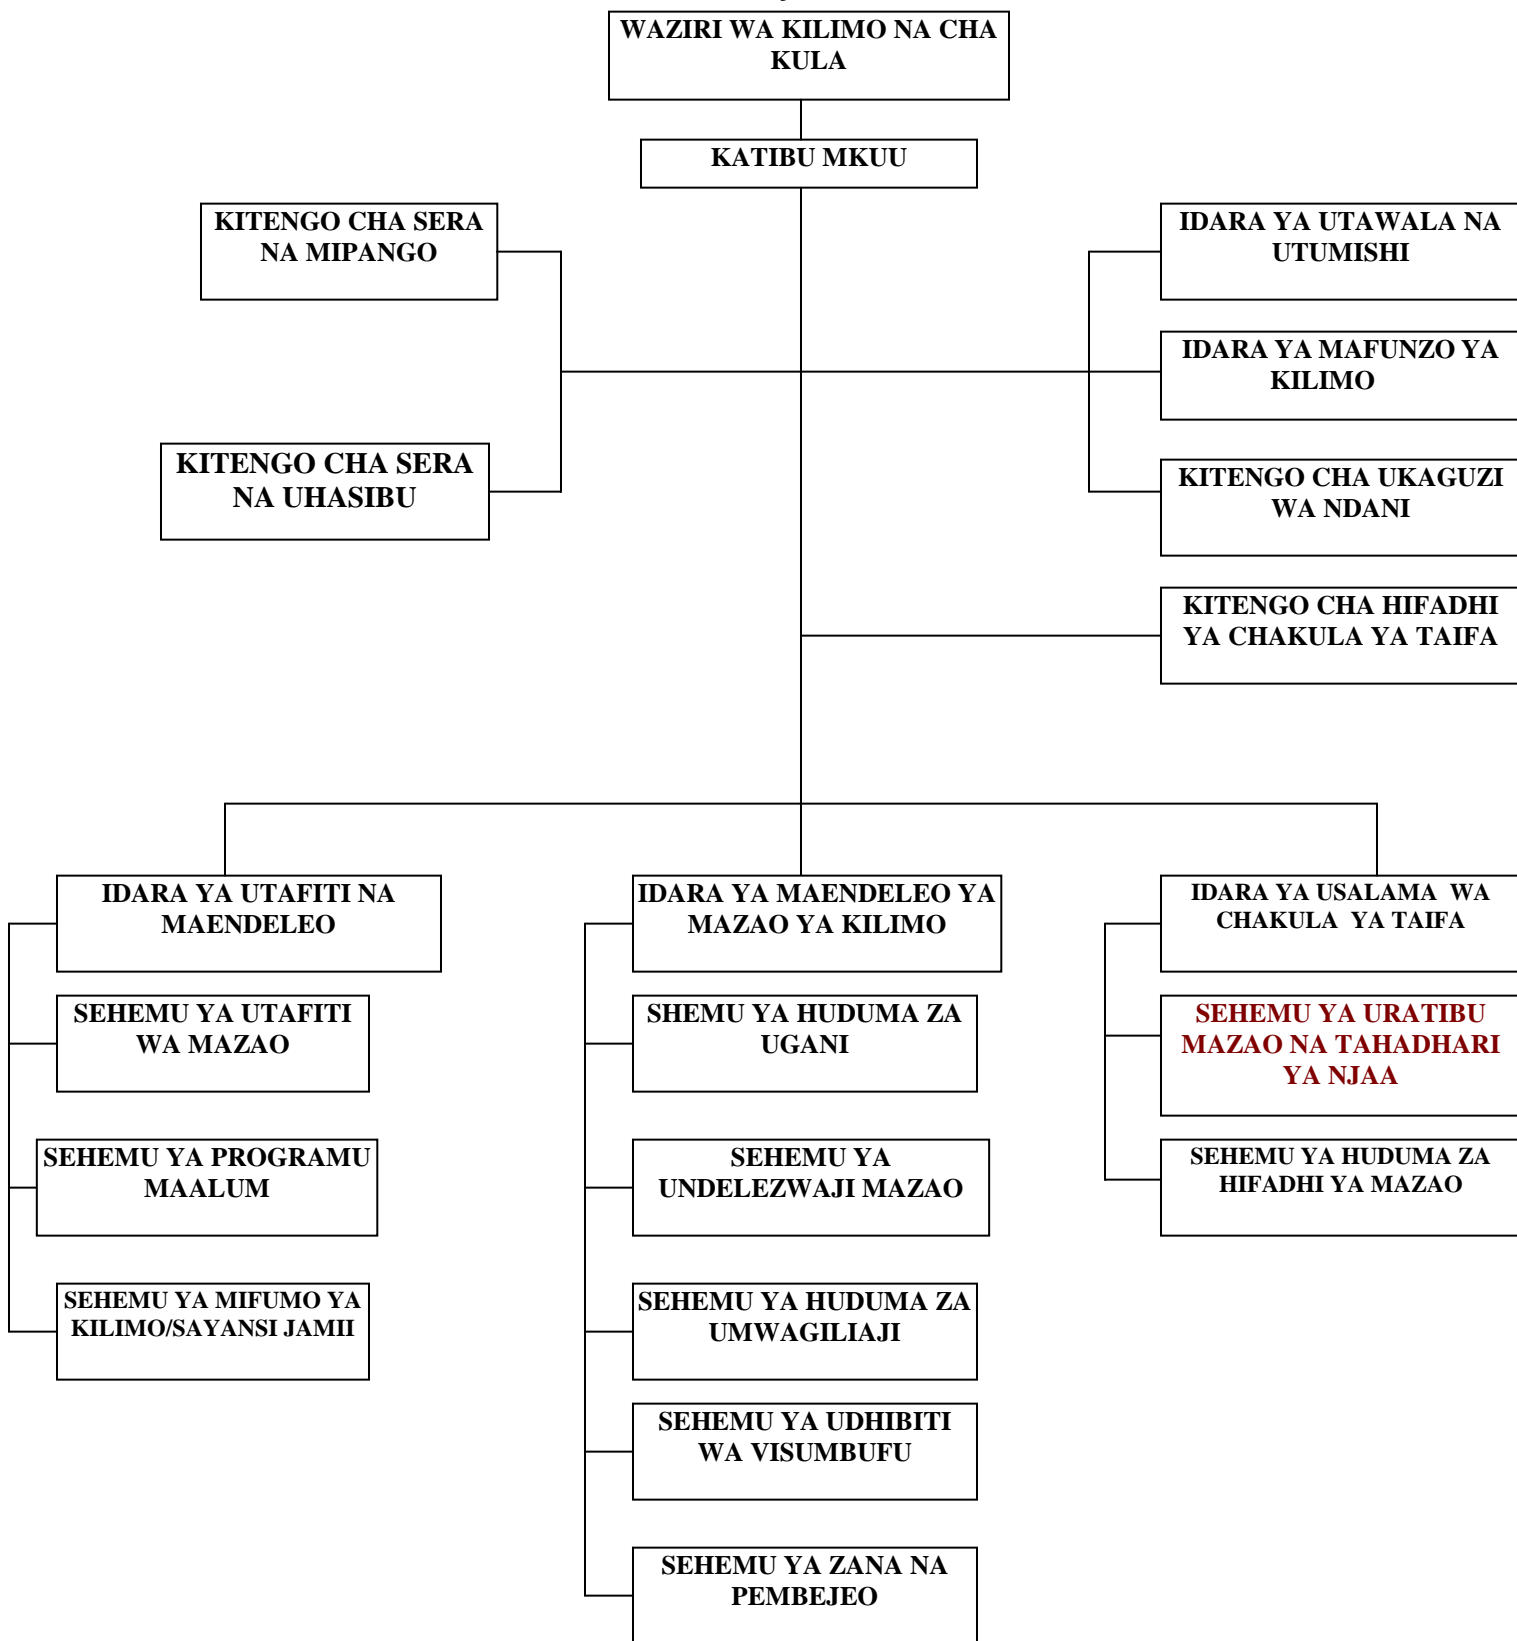 WAZIRI WA KILIMO NA CHA
KULA
KATIBU MKUU
KITENGO CHA SERA
NA MIPANGO
IDARA YA UTAWALA NA
UTUMISHI
IDARA YA MAFUNZO YA
KILIMO
KITENGO CHA SERA
NA UHASIBU
KITENGO CHA UKAGUZI
WA NDANI
KITENGO CHA HIFADHI
YA CHAKULA YA TAIFA
IDARA YA UTAFITI NA
MAENDELEO
IDARA YA MAENDELEO YA
MAZAO YA KILIMO
IDARA YA USALAMA WA
CHAKULA YA TAIFA
SEHEMU YA UTAFITI
WA MAZAO
SHEMU YA HUDUMA ZA
UGANI
SEHEMU YA URATIBU
MAZAO NA TAHADHARI
YA NJAA
SEHEMU YA PROGRAMU
MAALUM
SEHEMU YA
UNDELEZWAJI MAZAO
SEHEMU YA HUDUMA ZA
HIFADHI YA MAZAO
SEHEMU YA MIFUMO YA
KILIMO/SAYANSI JAMII
SEHEMU YA HUDUMA ZA
UMWAGILIAJI
SEHEMU YA UDHIBITI
WA VISUMBUFU
SEHEMU YA ZANA NA
PEMBEJEO